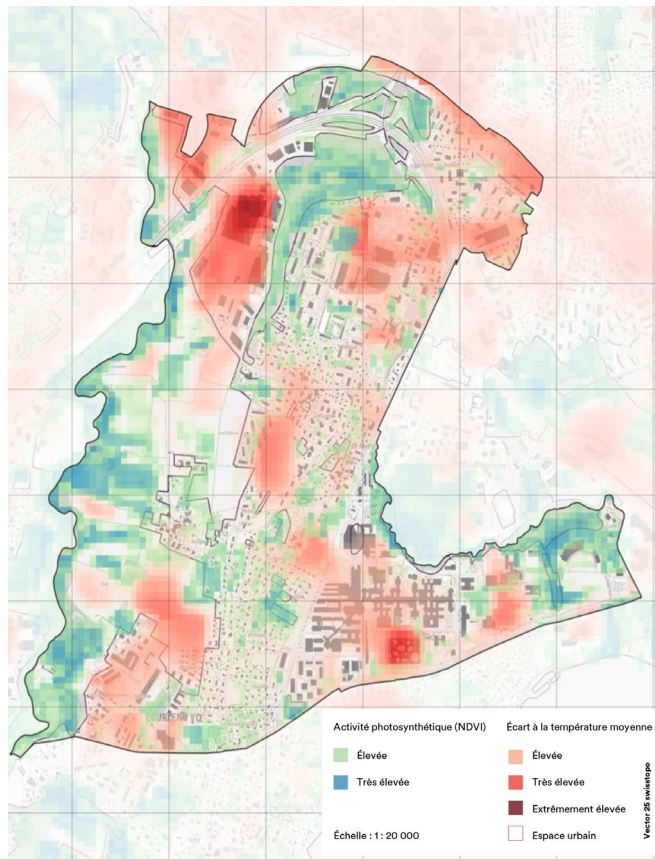 Activité photosynthétique (NDVI)
Élevée
Très élevée
Échelle : 1 : 20 000
Écart à la température moyenne
Élevée
Très élevée
Extrêmement élevée
Espace urbain
Vector 25 swisstopo